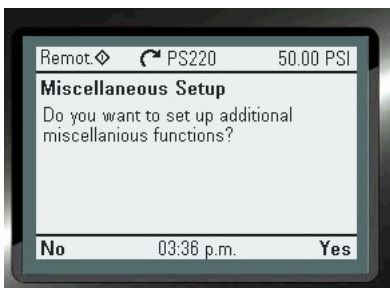 Remot. PS220 50.00 PSI
Miscellaneous Setup
Do you want to set up additional
miscellanious functions?
No 03:36 p.m. Yes